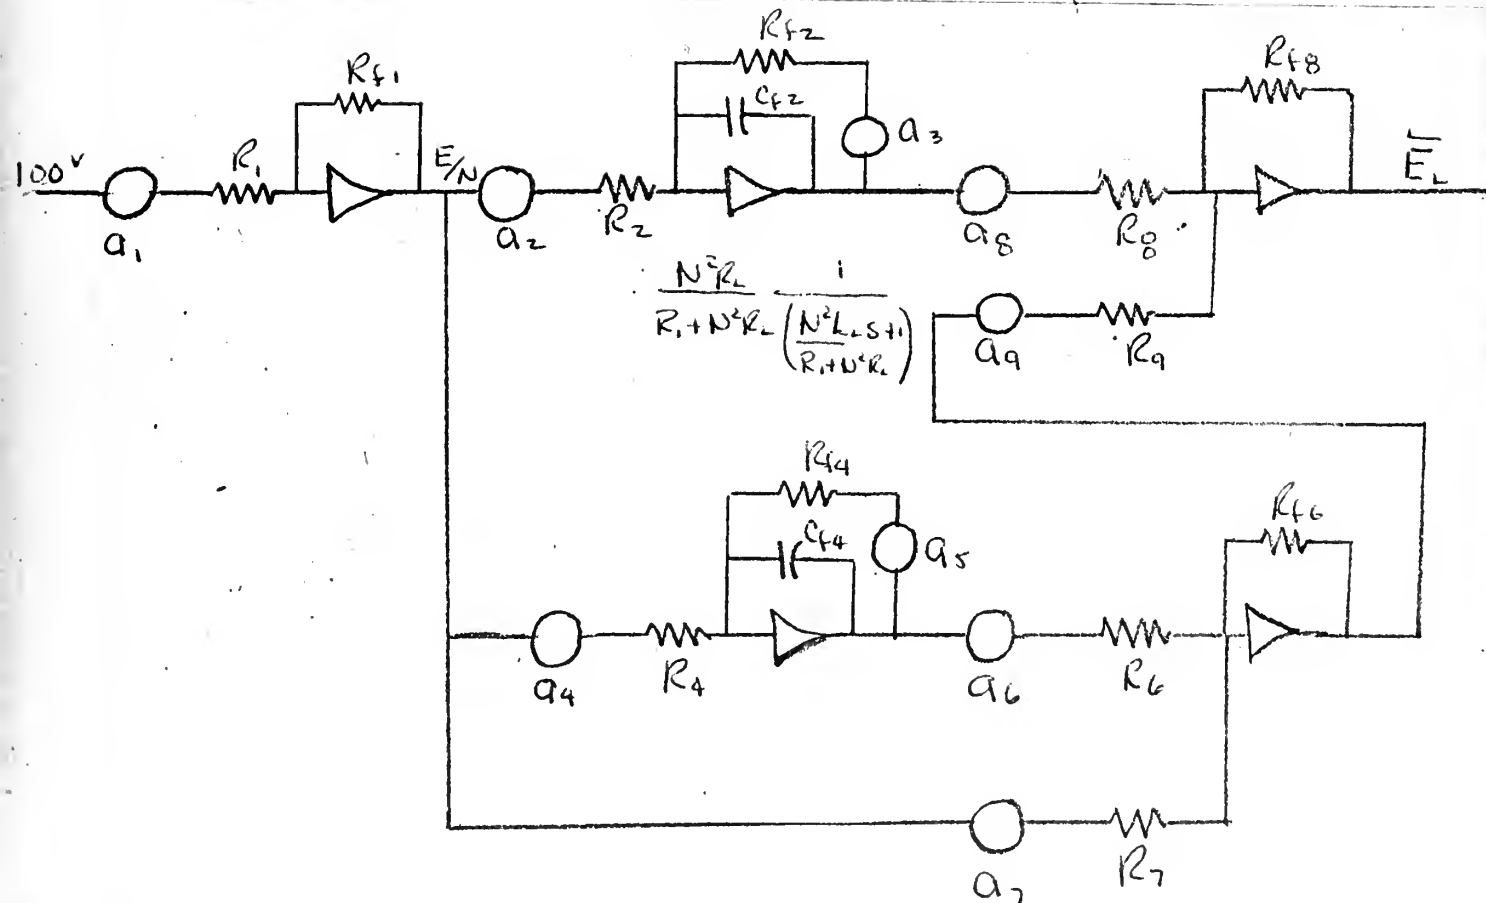 Rf2
Rf1
Cf2
Rf8
a3
100V
R1
E/N
EL
a1
a2
R2
a8
R8
N²RL 1
R1+N²RL (N²LLS+1)
R1+N²RL
a9
R9
Rf4
Cf4
a5
Rf6
a4
R4
a6
R6
a7
R7